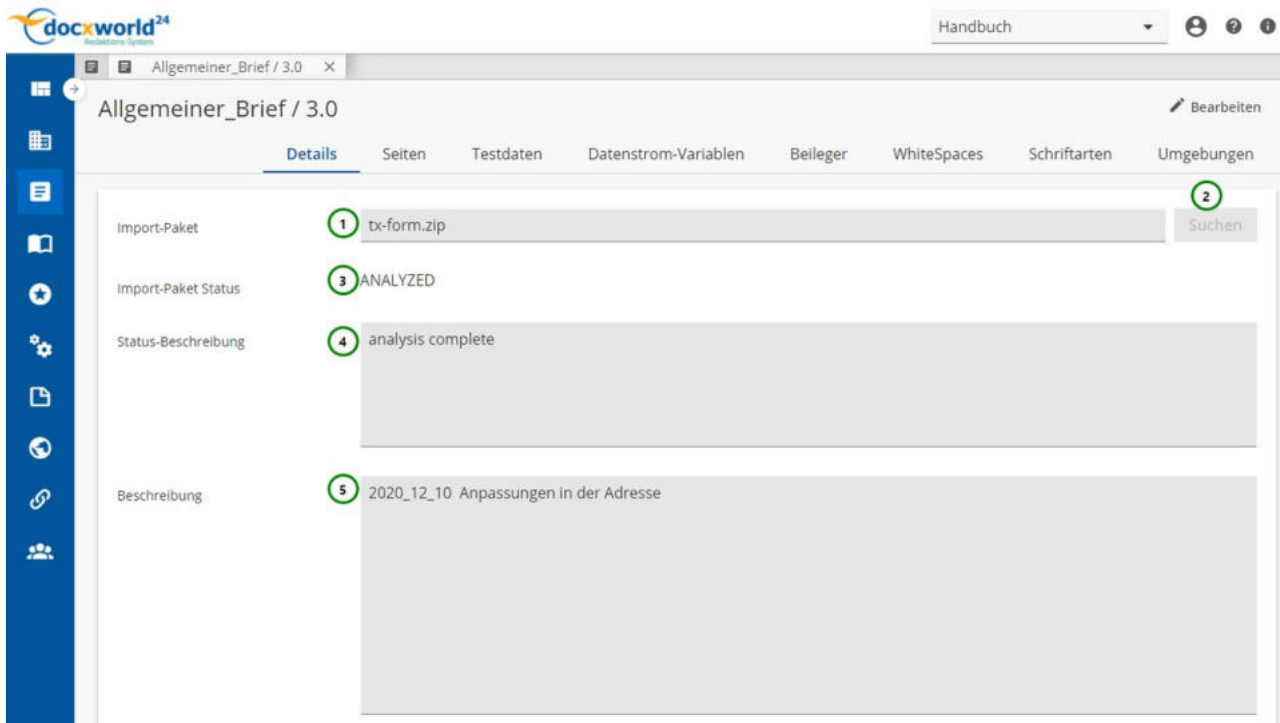 docxworld24
Redaktions-System
Handbuch
Allgemeiner_Brief / 3.0
Allgemeiner_Brief / 3.0
Bearbeiten
Details Seiten Testdaten Datenstrom-Variablen Beileger WhiteSpaces Schriftarten Umgebungen
2
Import-Paket 1 tx-form.zip Suchen
Import-Paket Status 3 ANALYZED
Status-Beschreibung 4 analysis complete
Beschreibung 5 2020_12_10 Anpassungen in der Adresse